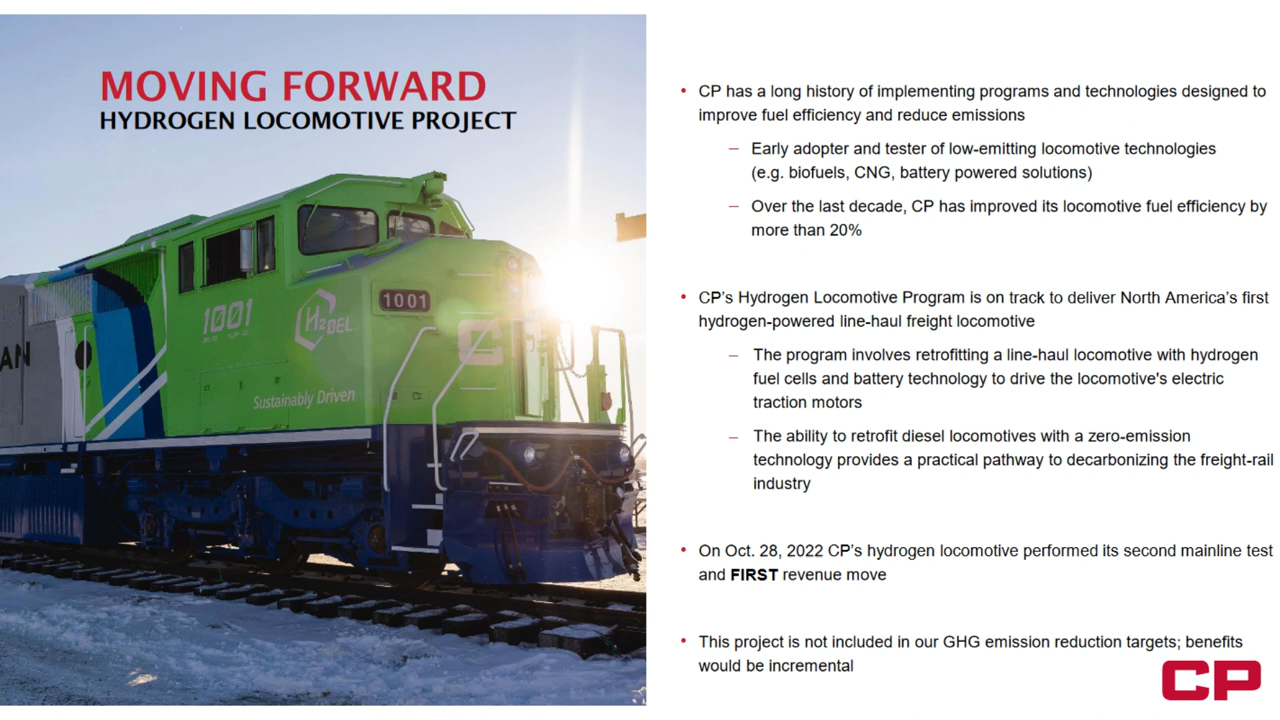 MOVING FORWARD
HYDROGEN LOCOMOTIVE PROJECT
1001
H2OEL
1001
Sustainably Driven
AN
• CP has a long history of implementing programs and technologies designed to
improve fuel efficiency and reduce emissions
– Early adopter and tester of low-emitting locomotive technologies
(e.g. biofuels, CNG, battery powered solutions)
– Over the last decade, CP has improved its locomotive fuel efficiency by
more than 20%
• CP's Hydrogen Locomotive Program is on track to deliver North America's first
hydrogen-powered line-haul freight locomotive
– The program involves retrofitting a line-haul locomotive with hydrogen
fuel cells and battery technology to drive the locomotive's electric
traction motors
– The ability to retrofit diesel locomotives with a zero-emission
technology provides a practical pathway to decarbonizing the freight-rail
industry
• On Oct. 28, 2022 CP's hydrogen locomotive performed its second mainline test
and FIRST revenue move
• This project is not included in our GHG emission reduction targets; benefits
would be incremental
CP